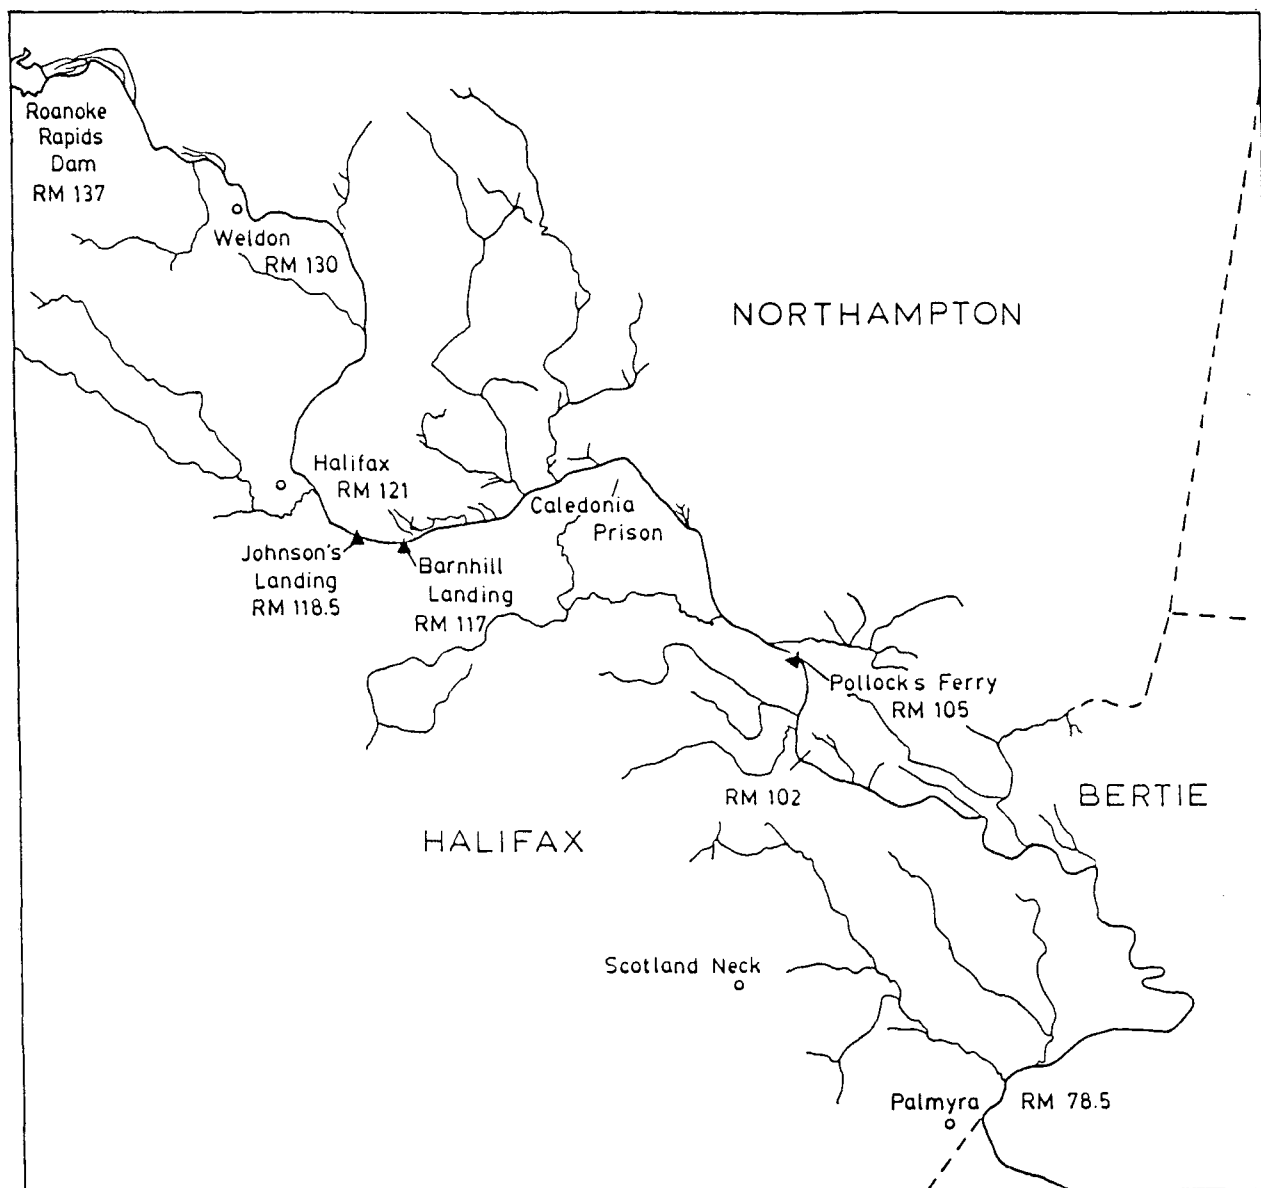 Roanoke
Rapids
Dam
RM 137
Weldon
RM 130
NORTHAMPTON
Halifax
RM 121
Caledonia
Prison
Johnson's
Landing
RM 118.5
Barnhill
Landing
RM 117
Pollock s Ferry
RM 105
RM 102
BERTIE
HALIFAX
Scotland Neck
Palmyra
RM 78.5